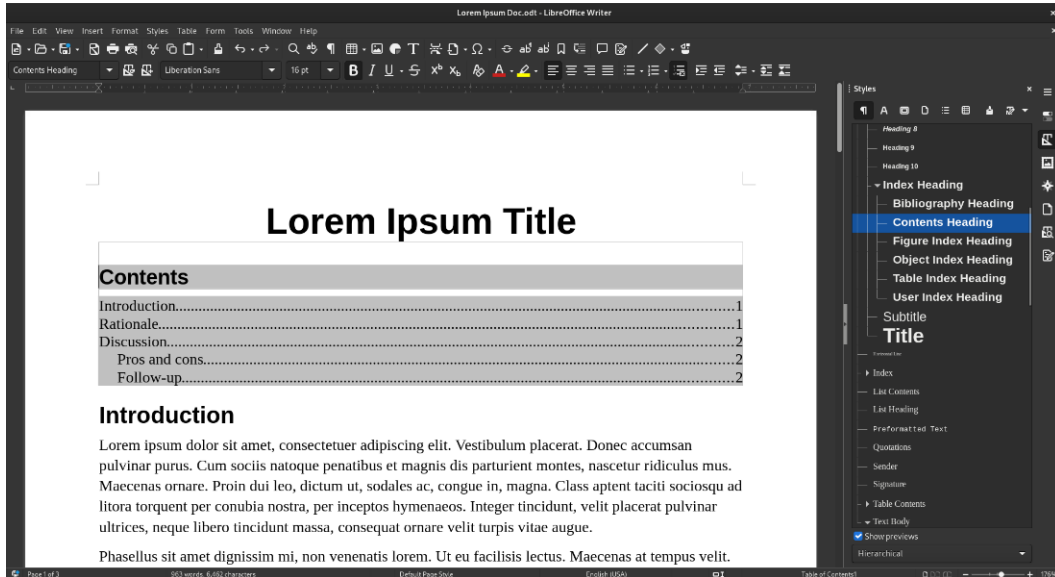 Lorem Ipsum Doc.odt - LibreOffice Writer
File Edit View Insert Format Styles Table Form Tools Window Help
Contents Heading
Liberation Sans
16 pt
Styles
Heading 8
Heading 9
Heading 10
Index Heading
Bibliography Heading
Contents Heading
Figure Index Heading
Object Index Heading
Table Index Heading
User Index Heading
Subtitle
Title
Index
List Contents
List Heading
Preformatted Text
Quotations
Sender
Signature
Table Contents
Text Body
Show previews
Hierarchical
Lorem Ipsum Title
Contents
Introduction...1
Rationale...1
Discussion...2
Pros and cons...2
Follow-up...2
Introduction
Lorem ipsum dolor sit amet, consectetuer adipiscing elit. Vestibulum placerat. Donec accumsan
pulvinar purus. Cum sociis natoque penatibus et magnis dis parturient montes, nascetur ridiculus mus.
Maecenas ornare. Proin dui leo, dictum ut, sodales ac, congue in, magna. Class aptent taciti sociosqu ad
litora torquent per conubia nostra, per inceptos hymenaeos. Integer tincidunt, velit placerat pulvinar
ultrices, neque libero tincidunt massa, consequat ornare velit turpis vitae augue.
Phasellus sit amet dignissim mi, non venenatis lorem. Ut eu facilisis lectus. Maecenas at tempus velit.
Page 1 of 3
963 words, 6,462 characters
Default Page Style
English (USA)
Table of Contents1
176%